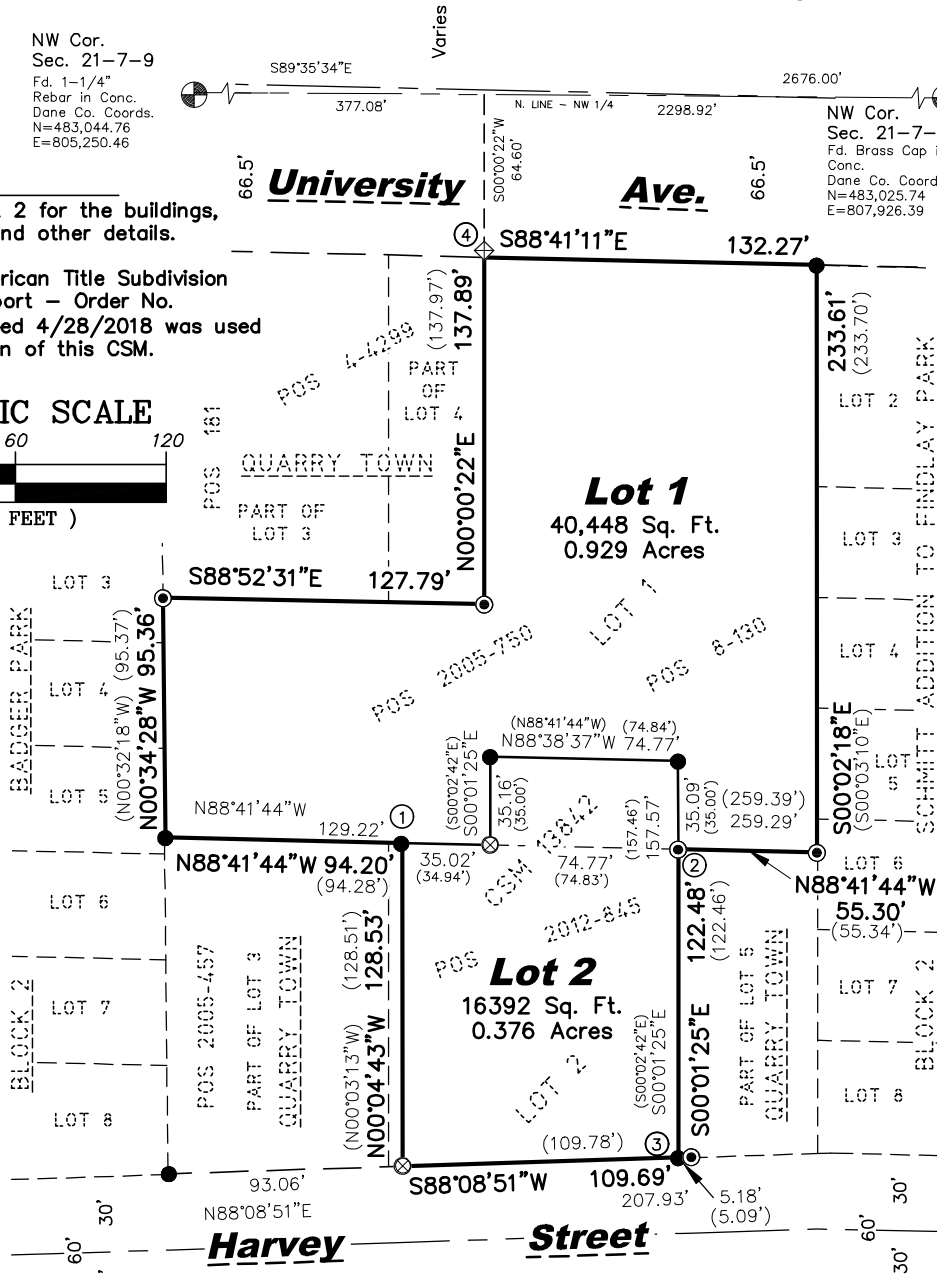 Varies
NW Cor.
Sec. 21-7-9
Fd. 1-1/4"
Rebar in Conc.
Dane Co. Coords.
N=483,044.76
E=805,250.46
S89°35'34"E
2676.00'
377.08'
N. LINE - NW 1/4
2298.92'
NW Cor.
Sec. 21-7-
Fd. Brass Cap i
Conc.
Dane Co. Coord
N=483,025.74
E=807,926.39
S00°00'22"W
64.60'
66.5'
University
Ave.
66.5'
2 for the buildings,
nd other details.
rican Title Subdivision
ort – Order No.
ed 4/28/2018 was used
n of this CSM.
IC SCALE
60
120
FEET )
4
S88°41'11"E
132.27'
(137.97')
137.89'
N00°00'22"E
233.61'
(233.70')
POS 4-4299
PART
OF
LOT 4
POS 181
QUARRY TOWN
PART OF
LOT 3
LOT 2
LOT 3
LOT 4
LOT
5
LOT 6
LOT 7
LOT 8
SCHMITT ADDITION TO FINDLAY PARK
BLOCK 2
Lot 1
40,448 Sq. Ft.
0.929 Acres
S88°52'31"E
127.79'
LOT 1
POS 2005-750
POS 8-130
LOT 3
LOT 4
LOT 5
LOT 6
LOT 7
LOT 8
BADGER PARK
BLOCK 2
(N00°32'18"W) (95.37')
N00°34'28"W 95.36'
(N88°41'44"W) (74.84')
N88°38'37"W 74.77'
(S00°02'42"E)
S00°01'25"E
35.16'
(35.00')
(157.46')
157.57'
35.09'
(35.00')
(259.39')
259.29'
S00°02'18"E
(S00°03'10"E)
N88°41'44"W
129.22'
1
N88°41'44"W 94.20'
(94.28')
35.02'
(34.94')
74.77'
(74.83')
CSM 13842
2
N88°41'44"W
55.30'
(55.34')
122.48'
(122.46')
S00°01'25"E
(S00°02'42"E)
S00°01'25"E
POS 2012-845
Lot 2
16392 Sq. Ft.
0.376 Acres
LOT 2
(128.51')
128.53'
(N00°03'13"W)
N00°04'43"W
POS 2005-457
PART OF LOT 3
QUARRY TOWN
PART OF LOT 5
QUARRY TOWN
(109.78')
3
S88°08'51"W
109.69'
207.93'
5.18'
(5.09')
93.06'
N88°08'51"E
30'
60'
30'
60'
30'
Harvey
Street